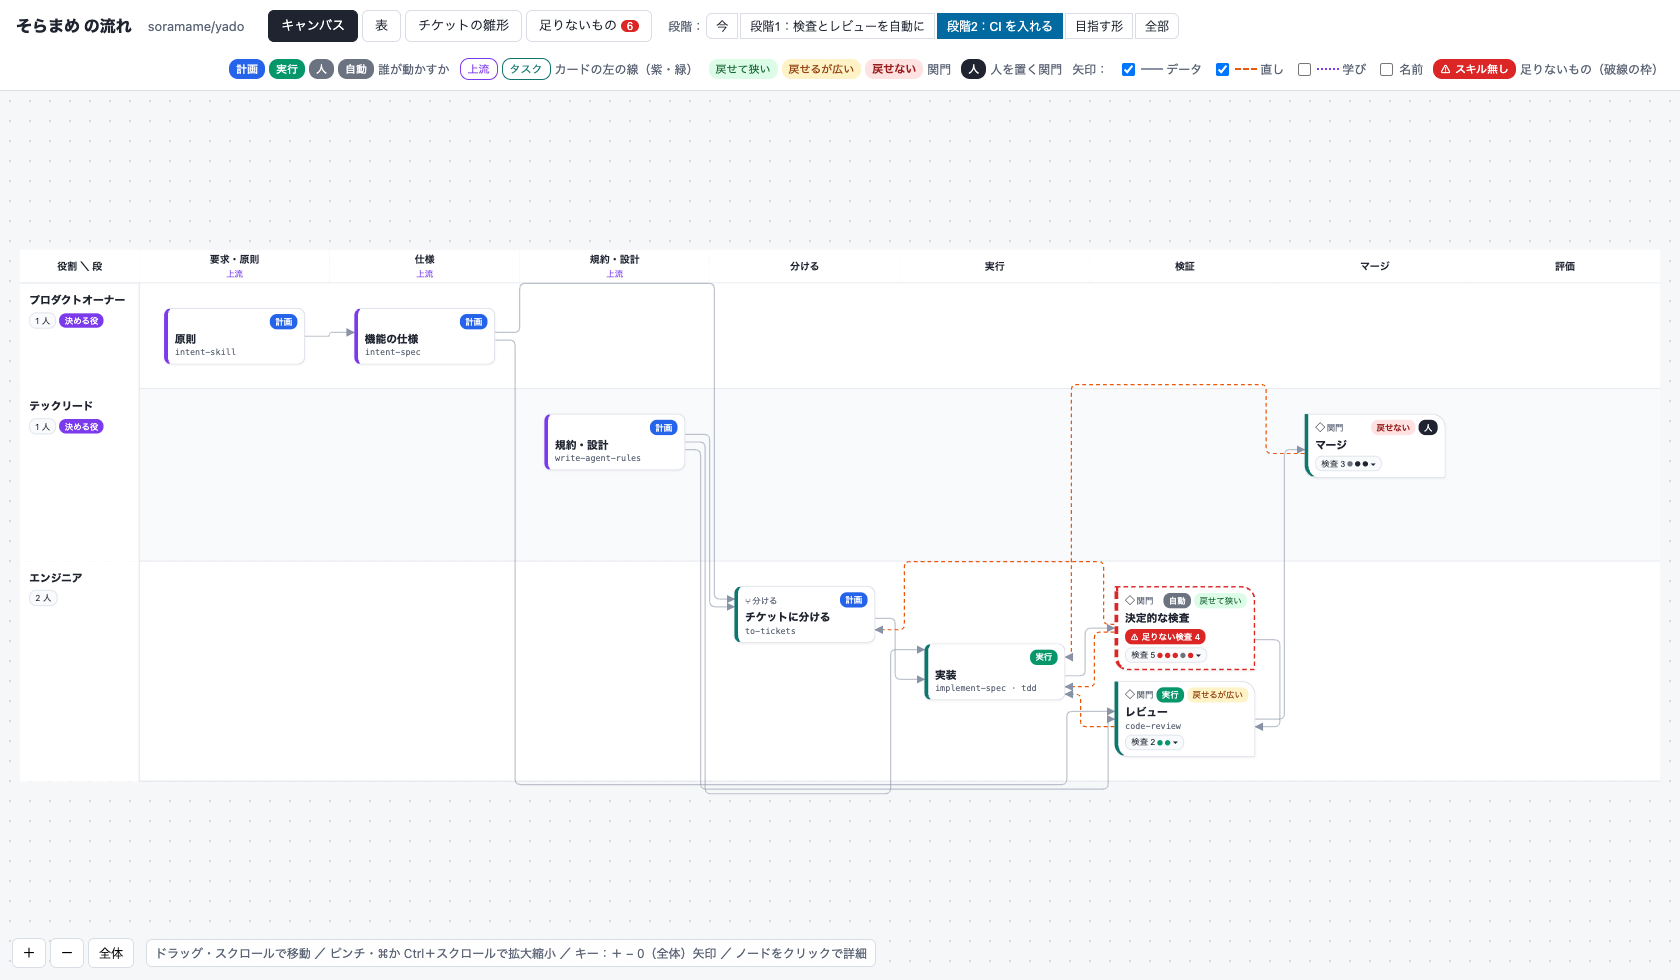 そらまめ の流れ
soramame/yado
キャンバス
表
チケットの雛形
足りないもの 6
段階：
今
段階1：検査とレビューを自動に
段階2：CI を入れる
目指す形
全部
計画
実行
人
自動
誰が動かすか
上流
タスク
カードの左の線（紫・緑）
戻せて狭い
戻せるが広い
戻せない
関門
人
人を置く関門
矢印：
データ
直し
学び
名前
⚠ スキル無し
足りないもの（破線の枠）
役割 ＼ 段
要求・原則
上流
仕様
上流
規約・設計
上流
分ける
実行
検証
マージ
評価
プロダクトオーナー
1 人
決める役
計画
原則
intent-skill
計画
機能の仕様
intent-spec
テックリード
1 人
決める役
計画
規約・設計
write-agent-rules
◇関門
戻せない
人
マージ
検査 3
エンジニア
2 人
分ける
計画
チケットに分ける
to-tickets
実行
実装
implement-spec · tdd
◇関門
自動
戻せて狭い
決定的な検査
⚠ 足りない検査 4
検査 5
◇関門
実行
戻せるが広い
レビュー
code-review
検査 2
＋
−
全体
ドラッグ・スクロールで移動 ／ ピンチ・⌘か Ctrl＋スクロールで拡大縮小 ／ キー：＋ − 0（全体）矢印 ／ ノードをクリックで詳細